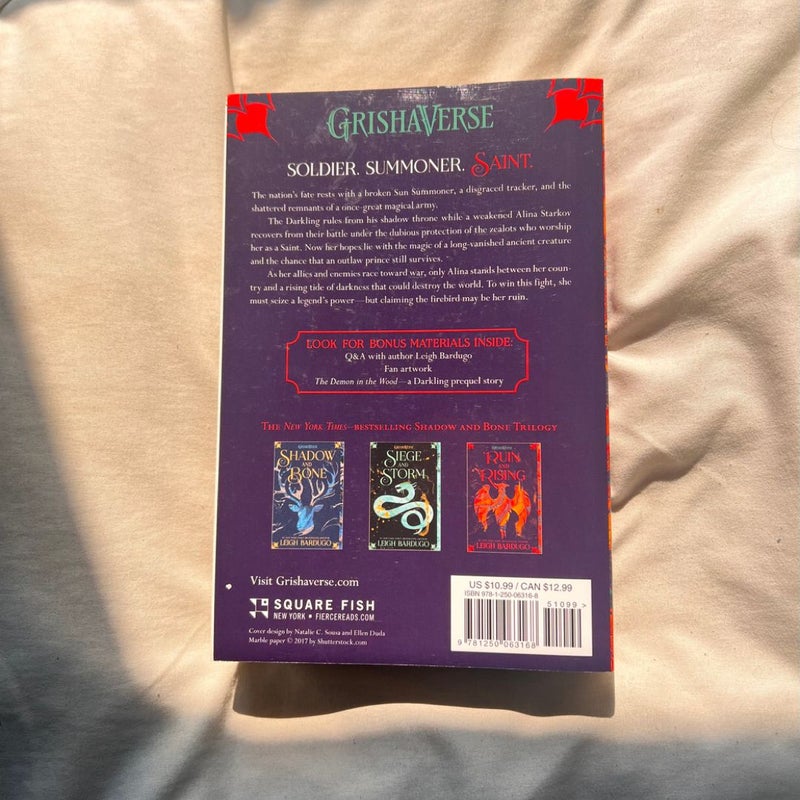 GRISHAVERSE
SOLDIER. SUMMONER. SAINT.
The nation's fate rests with a broken Sun Summoner, a disgraced tracker, and the
shattered remnants of a once-great magical army.
The Darkling rules from his shadow throne while a weakened Alina Starkov
recovers from their battle under the dubious protection of the zealots who worship
her as a Saint. Now her hopes lie with the magic of a long-vanished ancient creature
and the chance that an outlaw prince still survives.
As her allies and enemies race toward war, only Alina stands between her coun-
try and a rising tide of darkness that could destroy the world. To win this fight, she
must seize a legend's power—but claiming the firebird may be her ruin.
LOOK FOR BONUS MATERIALS INSIDE:
Q&A with author Leigh Bardugo
Fan artwork
The Demon in the Wood—a Darkling prequel story
THE NEW YORK TIMES–BESTSELLING SHADOW AND BONE TRILOGY
GRISHAVERSE
SHADOW
AND
BONE
LEIGH BARDUGO
GRISHAVERSE
SIEGE
AND
STORM
LEIGH BARDUGO
GRISHAVERSE
RUIN
AND
RISING
LEIGH BARDUGO
Visit Grishaverse.com
SQUARE FISH
NEW YORK • FIERCEREADS.COM
Cover design by Natalie C. Sousa and Ellen Duda
Marble paper © 2017 by Shutterstock.com
US $10.99 / CAN $12.99
ISBN 978-1-250-06316-8
51099 >
9 781250 063168